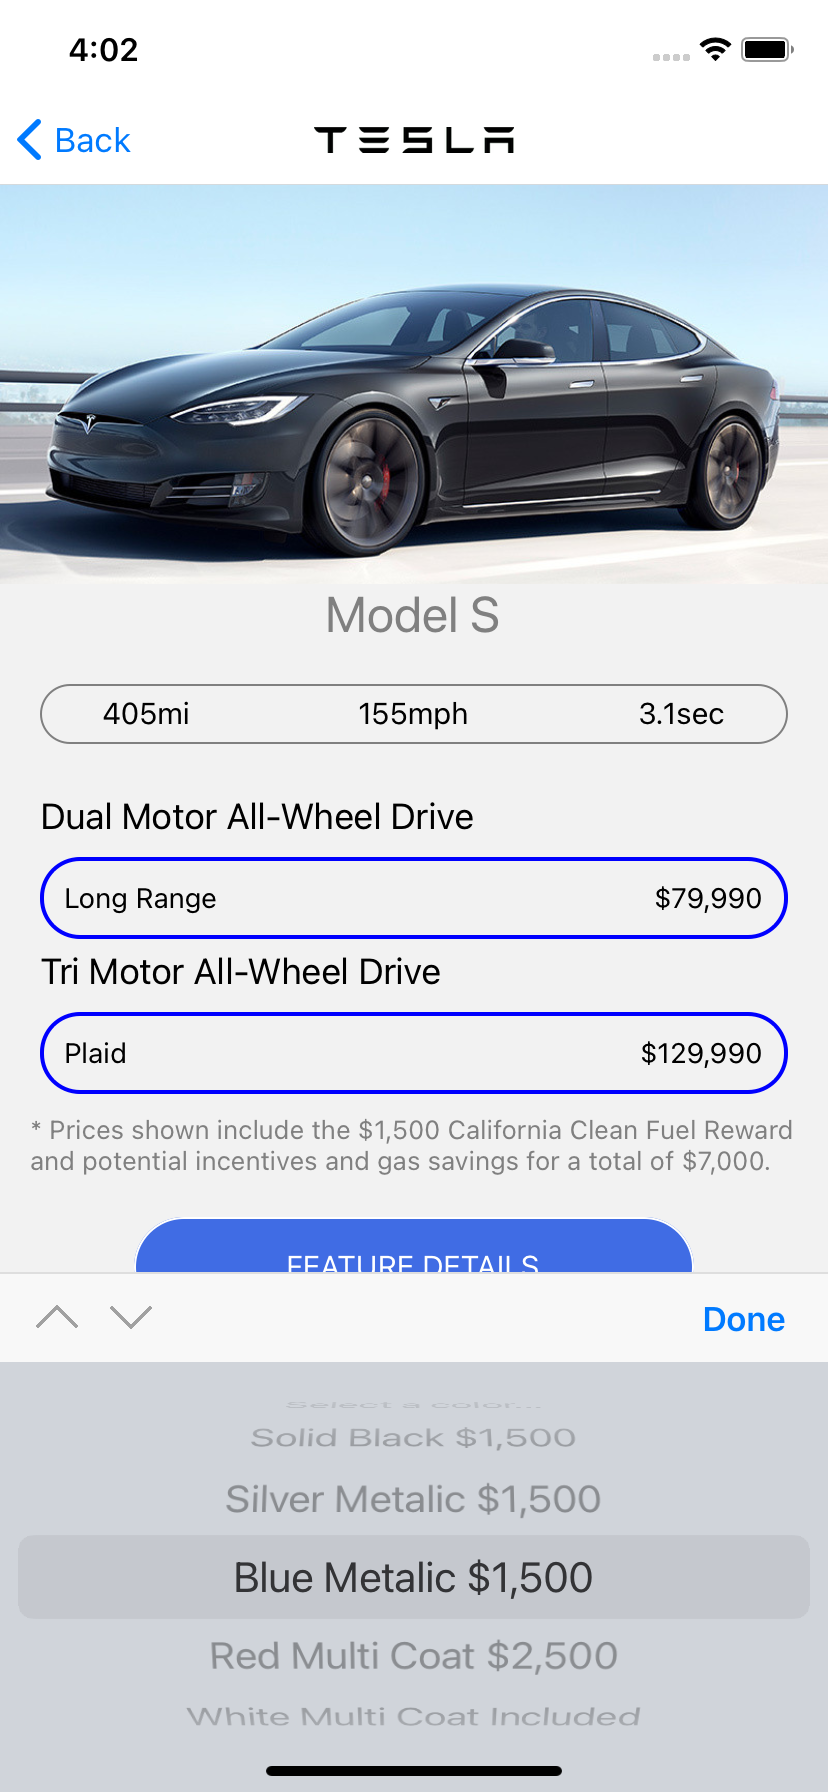 4:02
Back
TESLA
Model S
405mi 155mph 3.1sec
Dual Motor All-Wheel Drive
Long Range $79,990
Tri Motor All-Wheel Drive
Plaid $129,990
* Prices shown include the $1,500 California Clean Fuel Reward
and potential incentives and gas savings for a total of $7,000.
FEATURE DETAILS
Done
Select a color...
Solid Black $1,500
Silver Metalic $1,500
Blue Metalic $1,500
Red Multi Coat $2,500
White Multi Coat Included